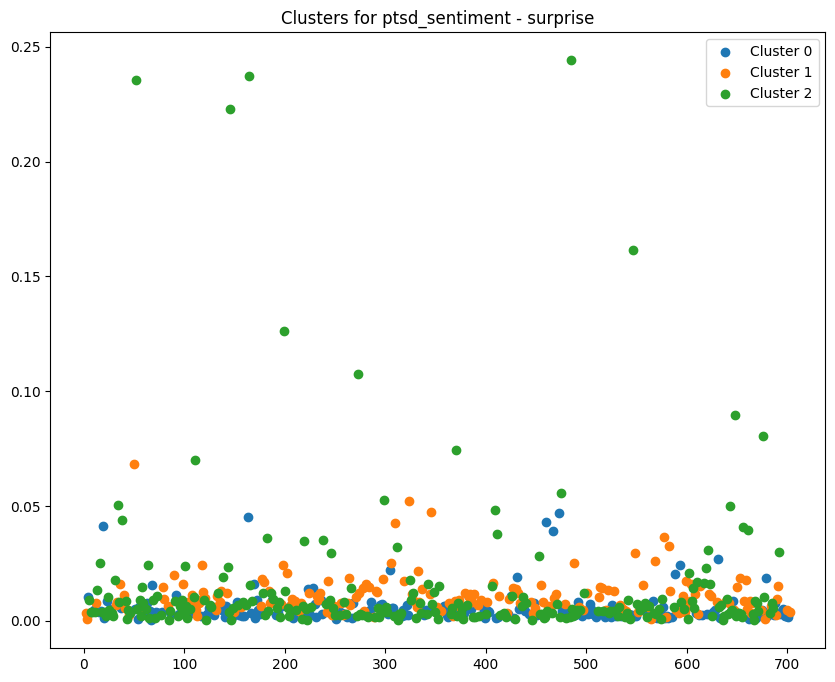 Clusters for ptsd_sentiment - surprise
Cluster 0
Cluster 1
Cluster 2
0.25
0.20
0.15
0.10
0.05
0.00
0 100 200 300 400 500 600 700